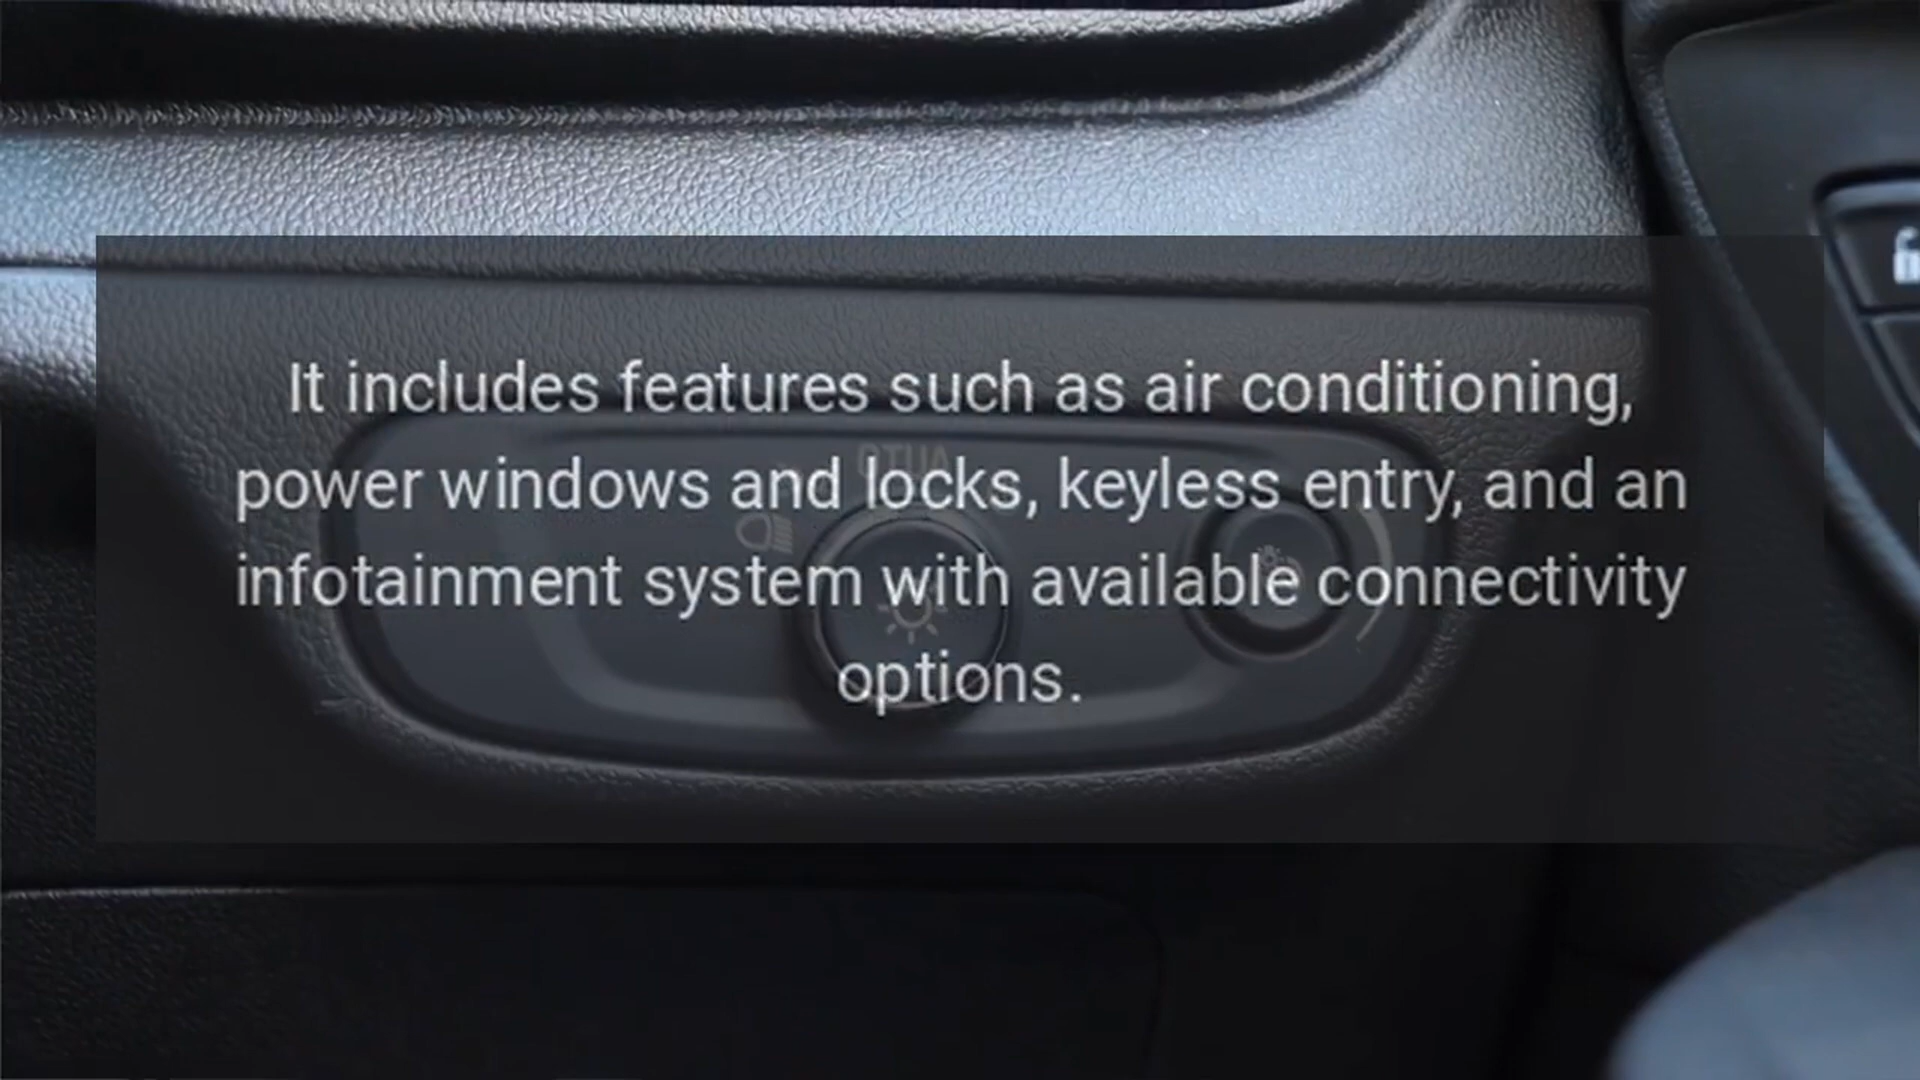 It includes features such as air conditioning,
power windows and locks, keyless entry, and an
infotainment system with available connectivity
options.
AUTO